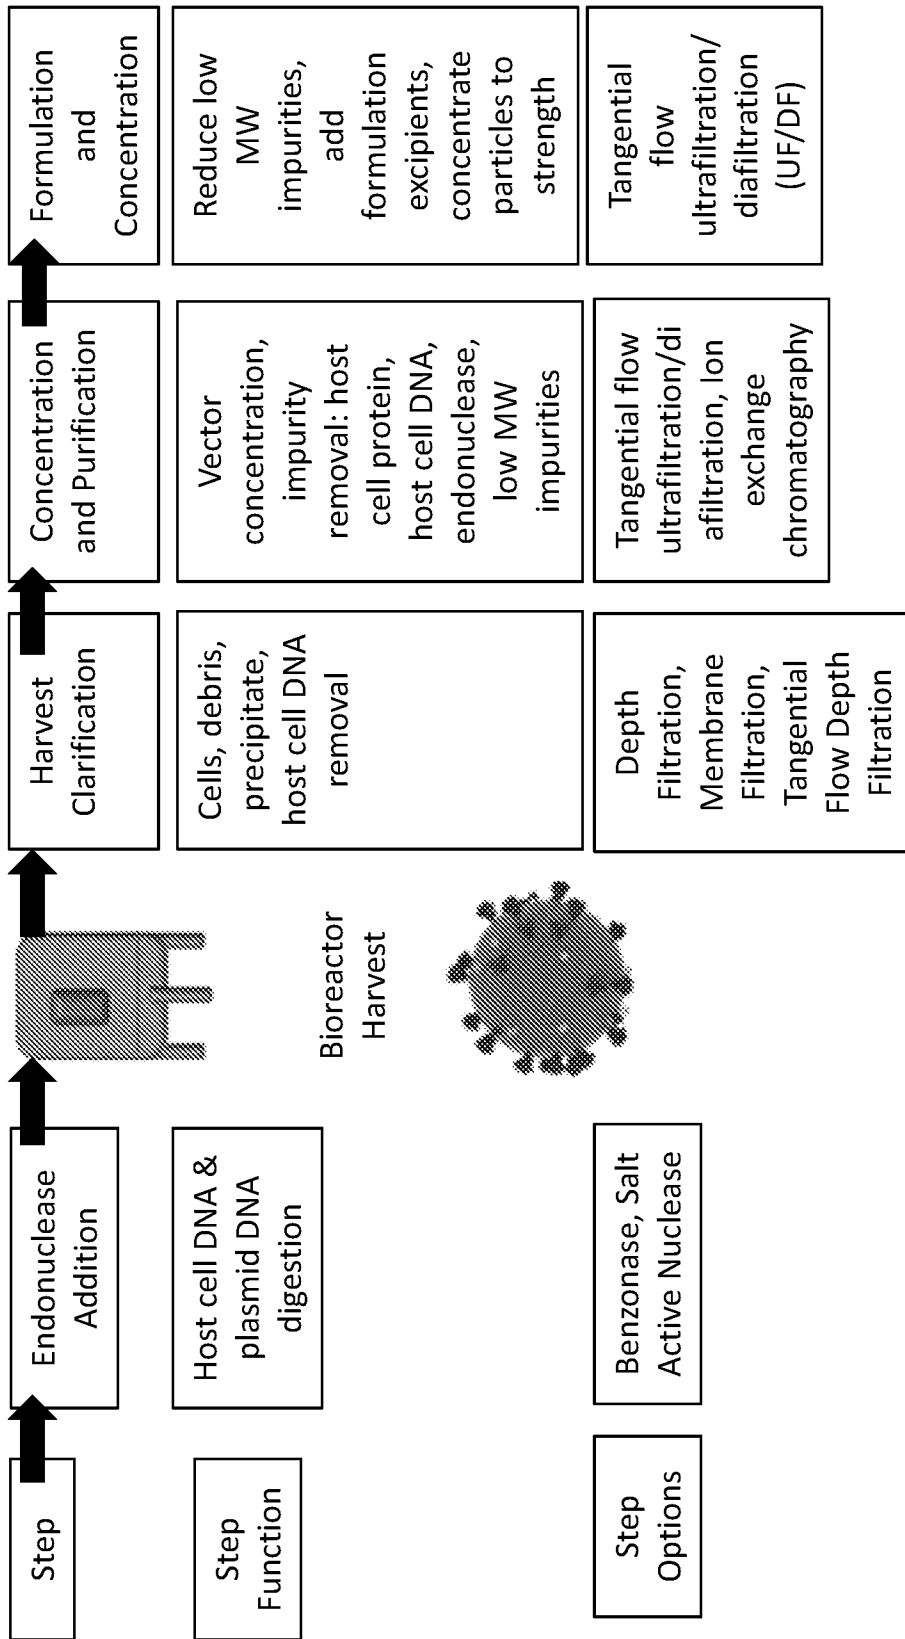 Step
Endonuclease
Addition
Harvest
Clarification
Concentration
and Purification
Formulation
and
Concentration
Step
Function
Host cell DNA &
plasmid DNA
digestion
Bioreactor
Harvest
Cells, debris,
precipitate,
host cell DNA
removal
Vector
concentration,
impurity
removal: host
cell protein,
host cell DNA,
endonuclease,
low MW
impurities
Reduce low
MW
impurities,
add
formulation
excipients,
concentrate
particles to
strength
Step
Options
Benzonase, Salt
Active Nuclease
Depth
Filtration,
Membrane
Filtration,
Tangential
Flow Depth
Filtration
Tangential flow
ultrafiltration/di
afiltration, Ion
exchange
chromatography
Tangential
flow
ultrafiltration/
diafiltration
(UF/DF)